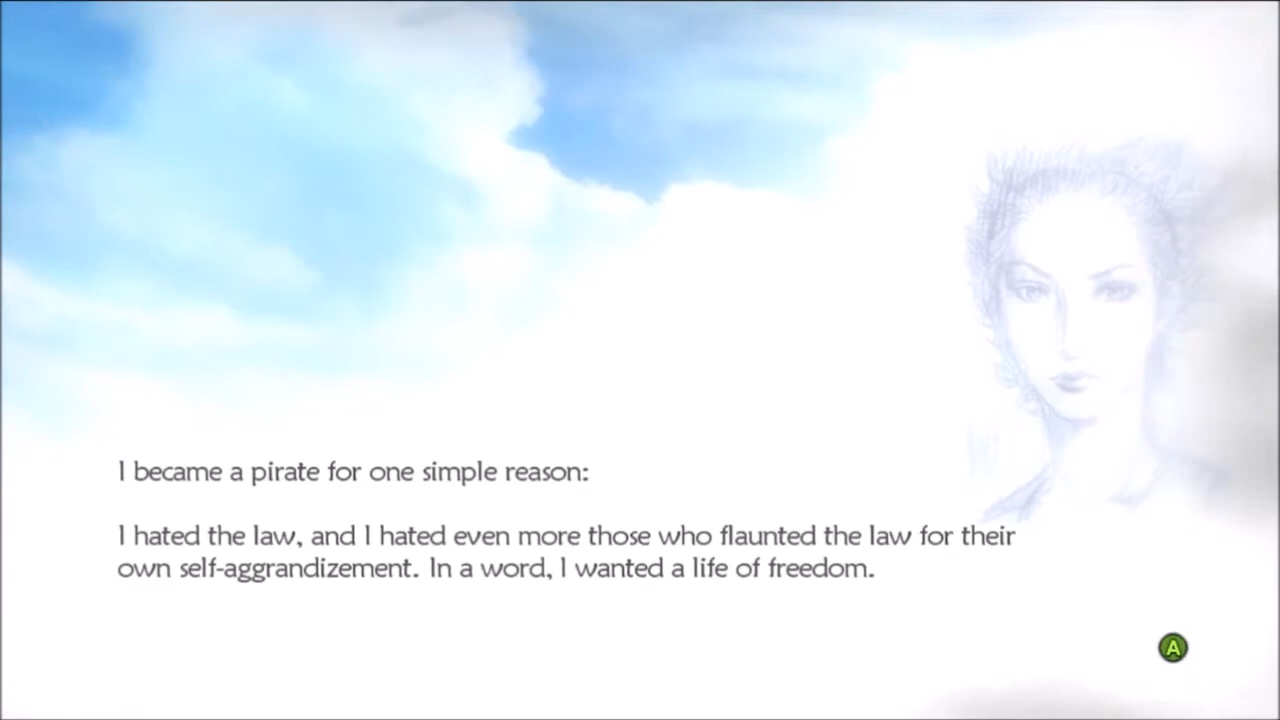 I became a pirate for one simple reason:
I hated the law, and I hated even more those who flaunted the law for their
own self-aggrandizement. In a word, I wanted a life of freedom.
A